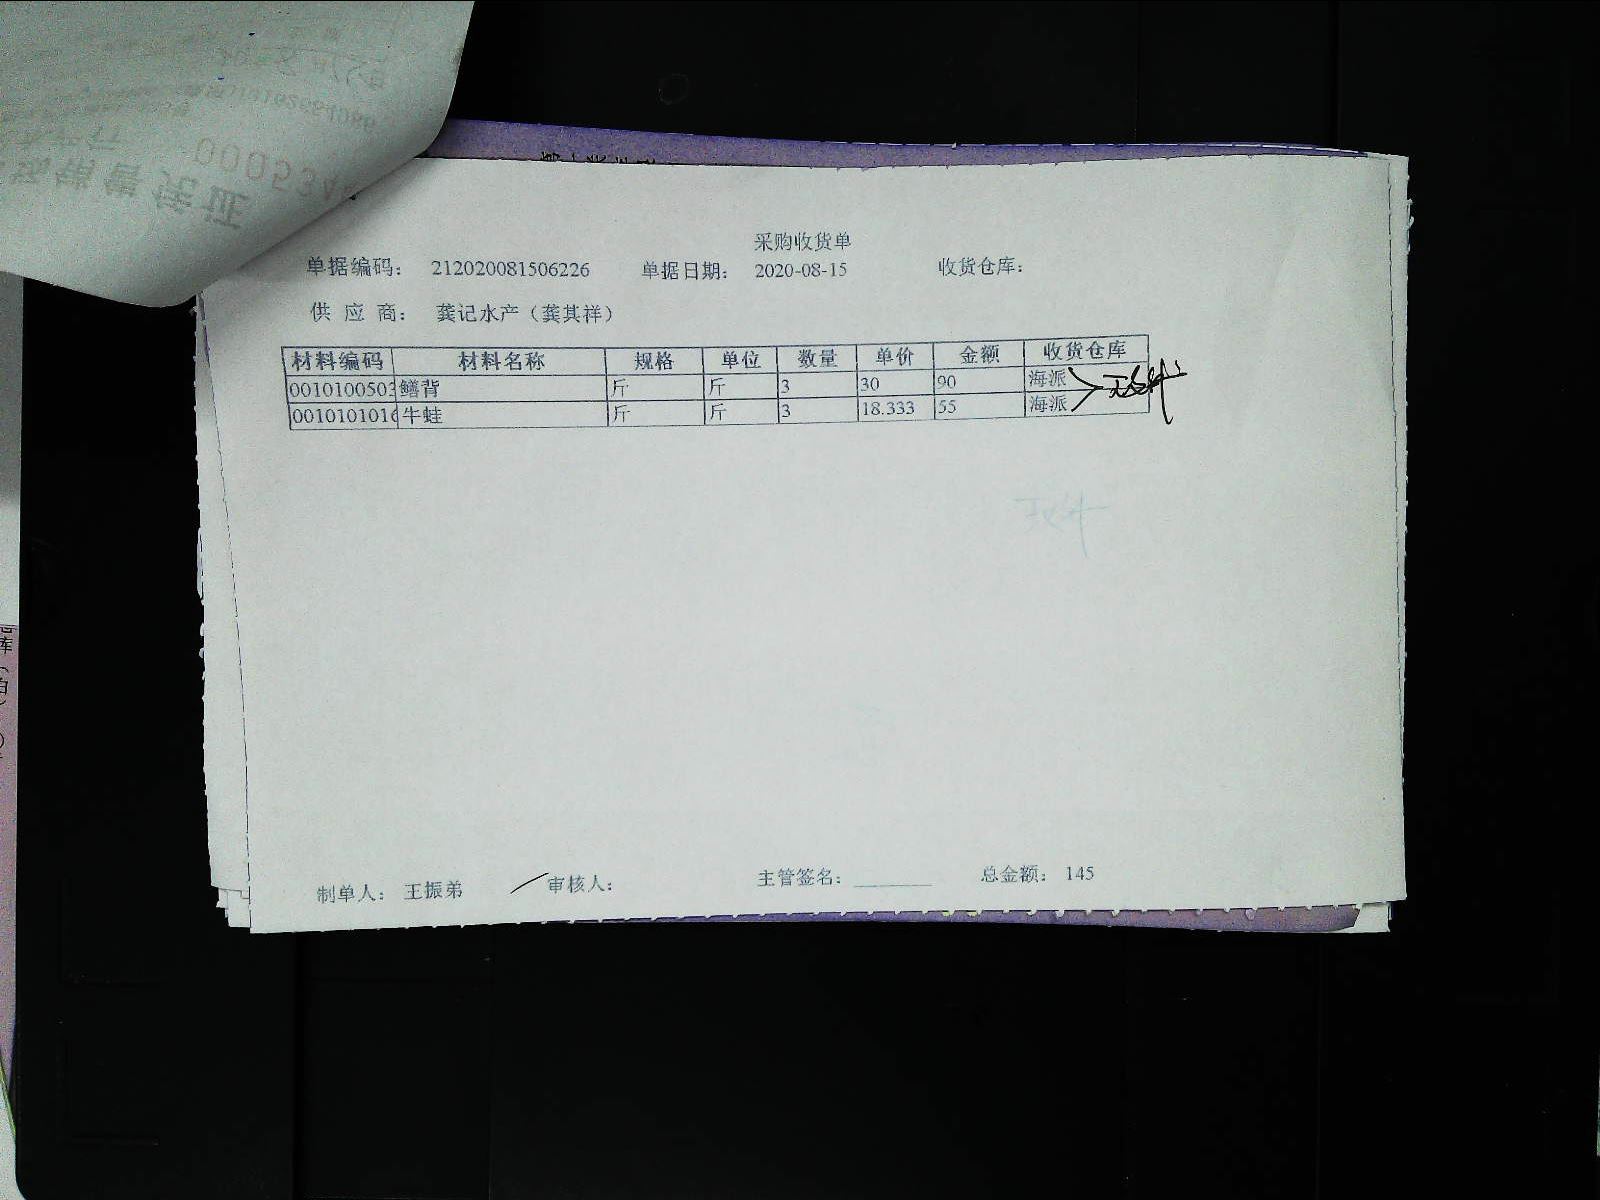 采购收货单
单据编码: 212020081506226 单据日期: 2020-08-15 收货仓库:
供 应 商: 龚记水产（龚其祥）
材料编码 材料名称 规格 单位 数量 单价 金额 收货仓库
0010100503 鳝背 斤 斤 3 30 90 海派
0010101016 牛蛙 斤 斤 3 18.333 55 海派
制单人: 王振弟 审核人: 主管签名: 总金额: 145